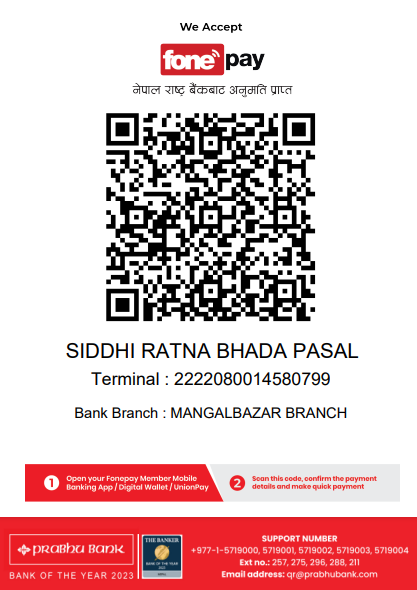 We Accept
fonepay
नेपाल राष्ट्र बैंकबाट अनुमति प्राप्त
SIDDHI RATNA BHADA PASAL
Terminal : 2222080014580799
Bank Branch : MANGALBAZAR BRANCH
1 Open your Fonepay Member Mobile
Banking App / Digital Wallet / UnionPay
2 Scan this code, confirm the payment
details and make quick payment
PRABHU BANK
BANK OF THE YEAR 2023
THE BANKER
BANK OF
THE YEAR
2023
SUPPORT NUMBER
+977-1-5719000, 5719001, 5719002, 5719003, 5719004
Ext no.: 257, 275, 296, 288, 211
Email address: qr@prabhubank.com